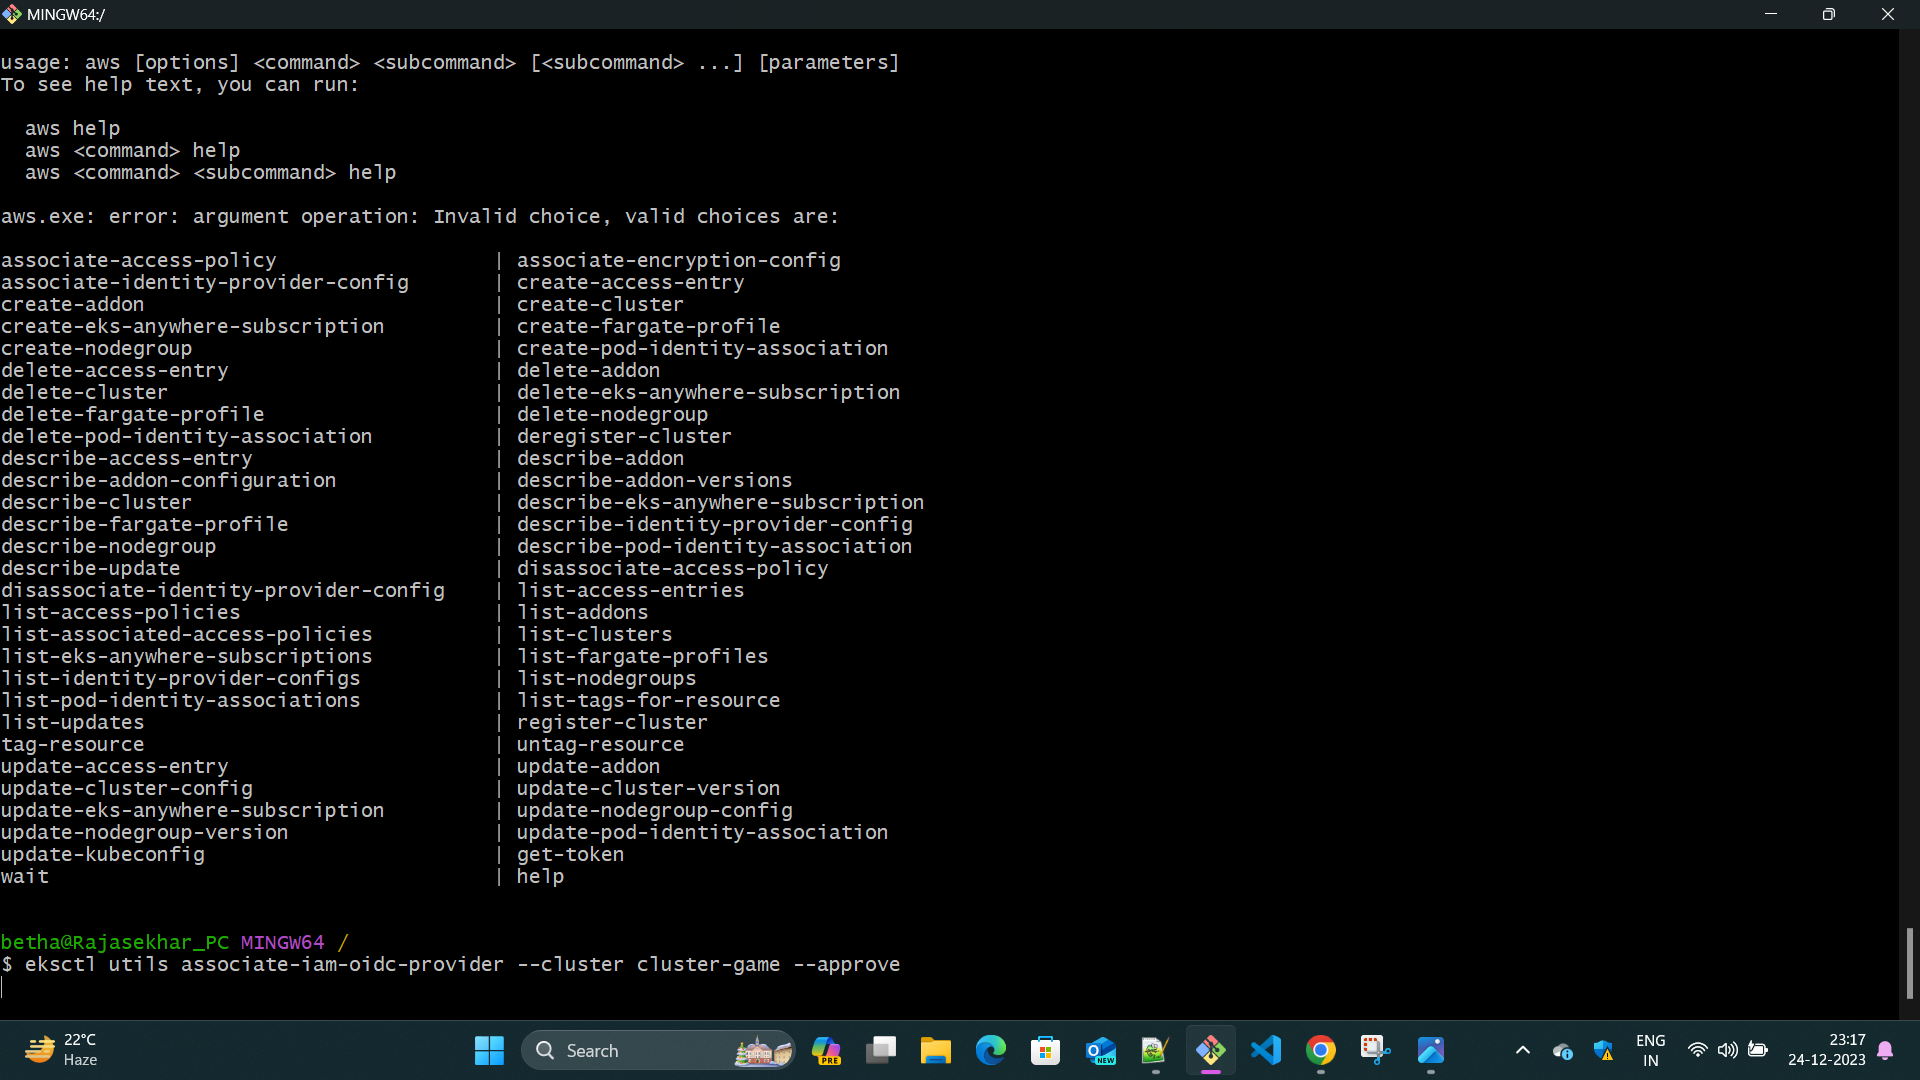 MINGW64:/
usage: aws [options] <command> <subcommand> [<subcommand> ...] [parameters]
To see help text, you can run:
aws help
aws <command> help
aws <command> <subcommand> help
aws.exe: error: argument operation: Invalid choice, valid choices are:
associate-access-policy | associate-encryption-config
associate-identity-provider-config | create-access-entry
create-addon | create-cluster
create-eks-anywhere-subscription | create-fargate-profile
create-nodegroup | create-pod-identity-association
delete-access-entry | delete-addon
delete-cluster | delete-eks-anywhere-subscription
delete-fargate-profile | delete-nodegroup
delete-pod-identity-association | deregister-cluster
describe-access-entry | describe-addon
describe-addon-configuration | describe-addon-versions
describe-cluster | describe-eks-anywhere-subscription
describe-fargate-profile | describe-identity-provider-config
describe-nodegroup | describe-pod-identity-association
describe-update | disassociate-access-policy
disassociate-identity-provider-config | list-access-entries
list-access-policies | list-addons
list-associated-access-policies | list-clusters
list-eks-anywhere-subscriptions | list-fargate-profiles
list-identity-provider-configs | list-nodegroups
list-pod-identity-associations | list-tags-for-resource
list-updates | register-cluster
tag-resource | untag-resource
update-access-entry | update-addon
update-cluster-config | update-cluster-version
update-eks-anywhere-subscription | update-nodegroup-config
update-nodegroup-version | update-pod-identity-association
update-kubeconfig | get-token
wait | help
betha@Rajasekhar_PC MINGW64 /
$ eksctl utils associate-iam-oidc-provider --cluster cluster-game --approve
22°C
Haze
Search
PRE
NEW
ENG
IN
23:17
24-12-2023